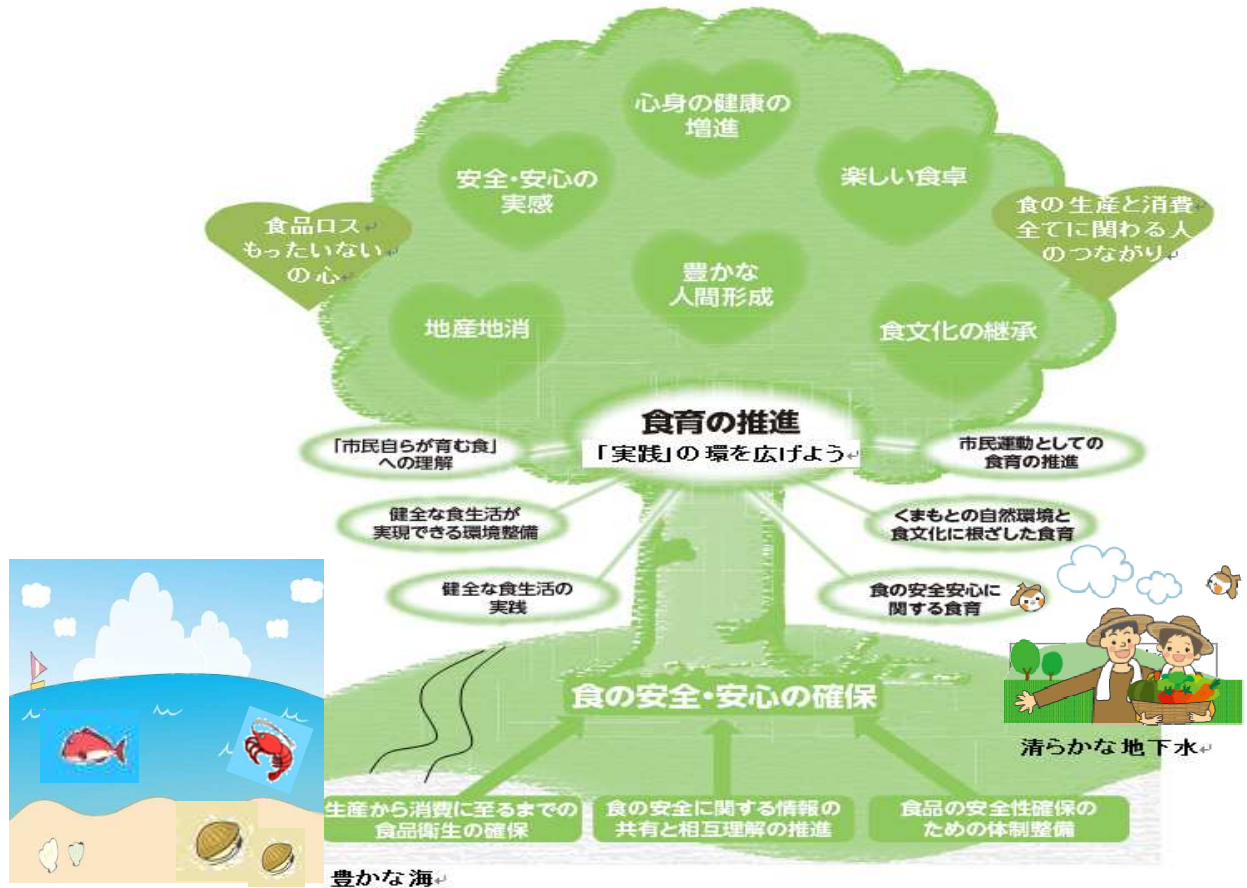 心身の健康の
増進
安全・安心の
実感
楽しい食卓
食品ロス
もったいない
の心
食の生産と消費
全てに関わる人
のつながり
豊かな
人間形成
地産地消
食文化の継承
食育の推進
「実践」の環を広げよう
「市民自らが育む食」
への理解
市民運動としての
食育の推進
健全な食生活が
実現できる環境整備
くまもとの自然環境と
食文化に根ざした食育
健全な食生活の
実践
食の安全安心に
関する食育
食の安全・安心の確保
清らかな地下水
生産から消費に至るまでの
食品衛生の確保
食の安全に関する情報の
共有と相互理解の推進
食品の安全性確保の
ための体制整備
豊かな海